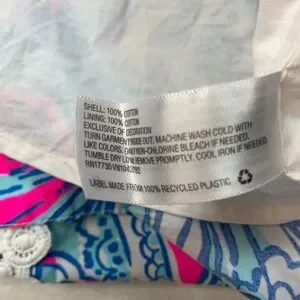 SHELL: 100% COTTON
LINING: 100% COTTON
EXCLUSIVE OF DECORATION
TURN GARMENT INSIDE OUT, MACHINE WASH COLD WITH
LIKE COLORS. ONLY NON-CHLORINE BLEACH IF NEEDED.
TUMBLE DRY LOW. REMOVE PROMPTLY. COOL IRON IF NEEDED.
LABEL MADE FROM 100% RECYCLED PLASTIC